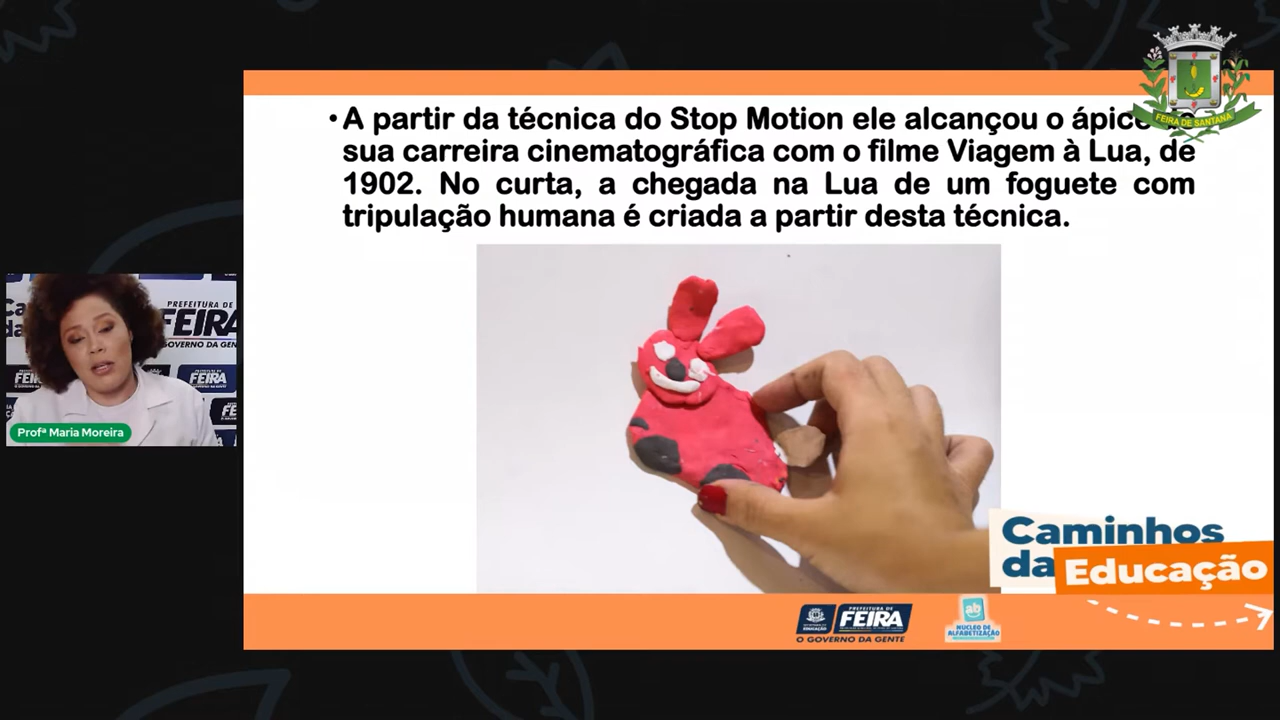 • A partir da técnica do Stop Motion ele alcançou o ápice
sua carreira cinematográfica com o filme Viagem à Lua, de
1902. No curta, a chegada na Lua de um foguete com
tripulação humana é criada a partir desta técnica.
FEIRA DE SANTANA
PREFEITURA DE
FEIRA
O GOVERNO DA GENTE
FEIRA
Profª Maria Moreira
Caminhos
da Educação
PREFEITURA DE
FEIRA
EDUCAÇÃO
O GOVERNO DA GENTE
ab
NÚCLEO DE
ALFABETIZAÇÃO